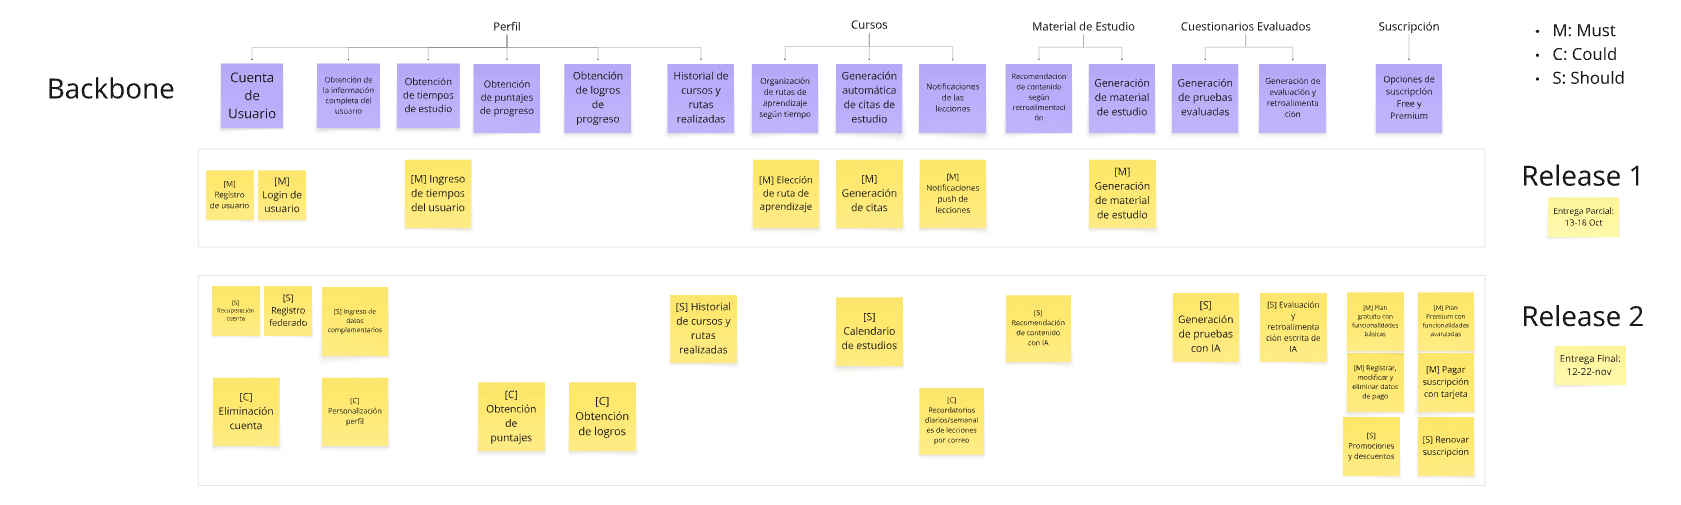 Perfil
Cursos
Material de Estudio
Cuestionarios Evaluados
Suscripción
• M: Must
• C: Could
• S: Should
Backbone
Cuenta
de
Usuario
Obtención de
la información
completa del
usuario
Obtención
de tiempos
de estudio
Obtención
de puntajes
de progreso
Obtención
de logros
de
progreso
Historial de
cursos y
rutas
realizadas
Organización
de rutas de
aprendizaje
según tiempo
Generación
automática
de citas de
estudio
Notificaciones
de las
lecciones
Recomendación
de contenido
según
retroalimentaci
ón
Generación
de material
de estudio
Generación
de pruebas
evaluadas
Generación de
evaluación y
retroalimenta
ción
Opciones de
suscripción
Free y
Premium
[M]
Registro
de usuario
[M]
Login de
usuario
[M] Ingreso
de tiempos
del usuario
[M] Elección
de ruta de
aprendizaje
[M]
Generación
de citas
[M]
Notificaciones
push de
lecciones
[M]
Generación
de material
de estudio
Release 1
Entrega Parcial:
13-18 Oct
[S]
Recuperación
cuenta
[S]
Registro
federado
[S] Ingreso de
datos
complementarios
[S] Historial
de cursos y
rutas
realizadas
[S]
Calendario
de estudios
[S]
Recomendación
de contenido
con IA
[S]
Generación
de pruebas
con IA
[S] Evaluación
y
retroalimenta
ción escrita de
IA
[M] Plan
gratuito con
funcionalidades
básicas
[M] Plan
Premium con
funcionalidades
avanzadas
Release 2
Entrega Final:
12-22-nov
[M] Registrar,
modificar y
eliminar datos
de pago
[M] Pagar
suscripción
con tarjeta
[C]
Eliminación
cuenta
[C]
Personalización
perfil
[C]
Obtención
de
puntajes
[C]
Obtención
de logros
[C]
Recordatorios
diarios/semanal
es de lecciones
por correo
[S]
Promociones
y descuentos
[S] Renovar
suscripcion